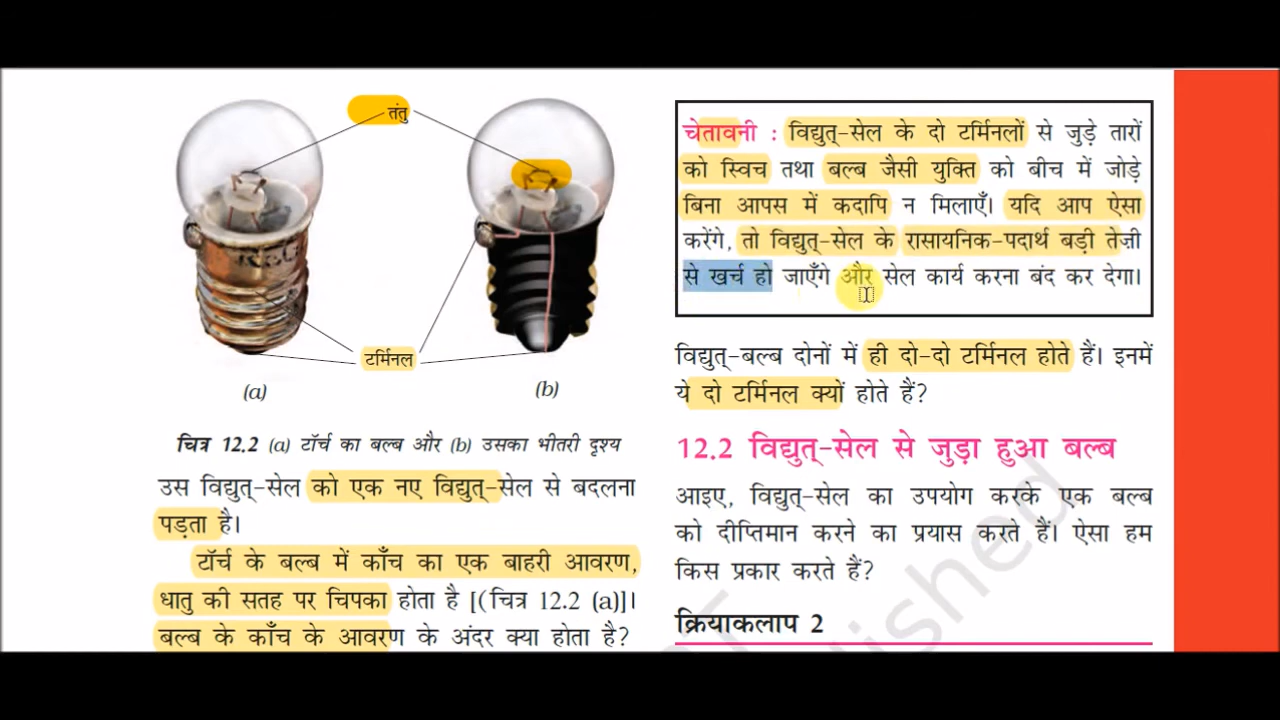 तंतु
टर्मिनल
(a)
(b)
चित्र 12.2 (a) टॉर्च का बल्ब और (b) उसका भीतरी दृश्य
उस विद्युत्-सेल को एक नए विद्युत्-सेल से बदलना
पड़ता है।
टॉर्च के बल्ब में काँच का एक बाहरी आवरण,
धातु की सतह पर चिपका होता है [(चित्र 12.2 (a)]।
बल्ब के काँच के आवरण के अंदर क्या होता है?
चेतावनी : विद्युत्-सेल के दो टर्मिनलों से जुड़े तारों
को स्विच तथा बल्ब जैसी युक्ति को बीच में जोड़े
बिना आपस में कदापि न मिलाएँ। यदि आप ऐसा
करेंगे, तो विद्युत्-सेल के रासायनिक-पदार्थ बड़ी तेज़ी
से खर्च हो जाएँगे और सेल कार्य करना बंद कर देगा।
विद्युत्-बल्ब दोनों में ही दो-दो टर्मिनल होते हैं। इनमें
ये दो टर्मिनल क्यों होते हैं?
12.2 विद्युत्-सेल से जुड़ा हुआ बल्ब
आइए, विद्युत्-सेल का उपयोग करके एक बल्ब
को दीप्तिमान करने का प्रयास करते हैं। ऐसा हम
किस प्रकार करते हैं?
क्रियाकलाप 2